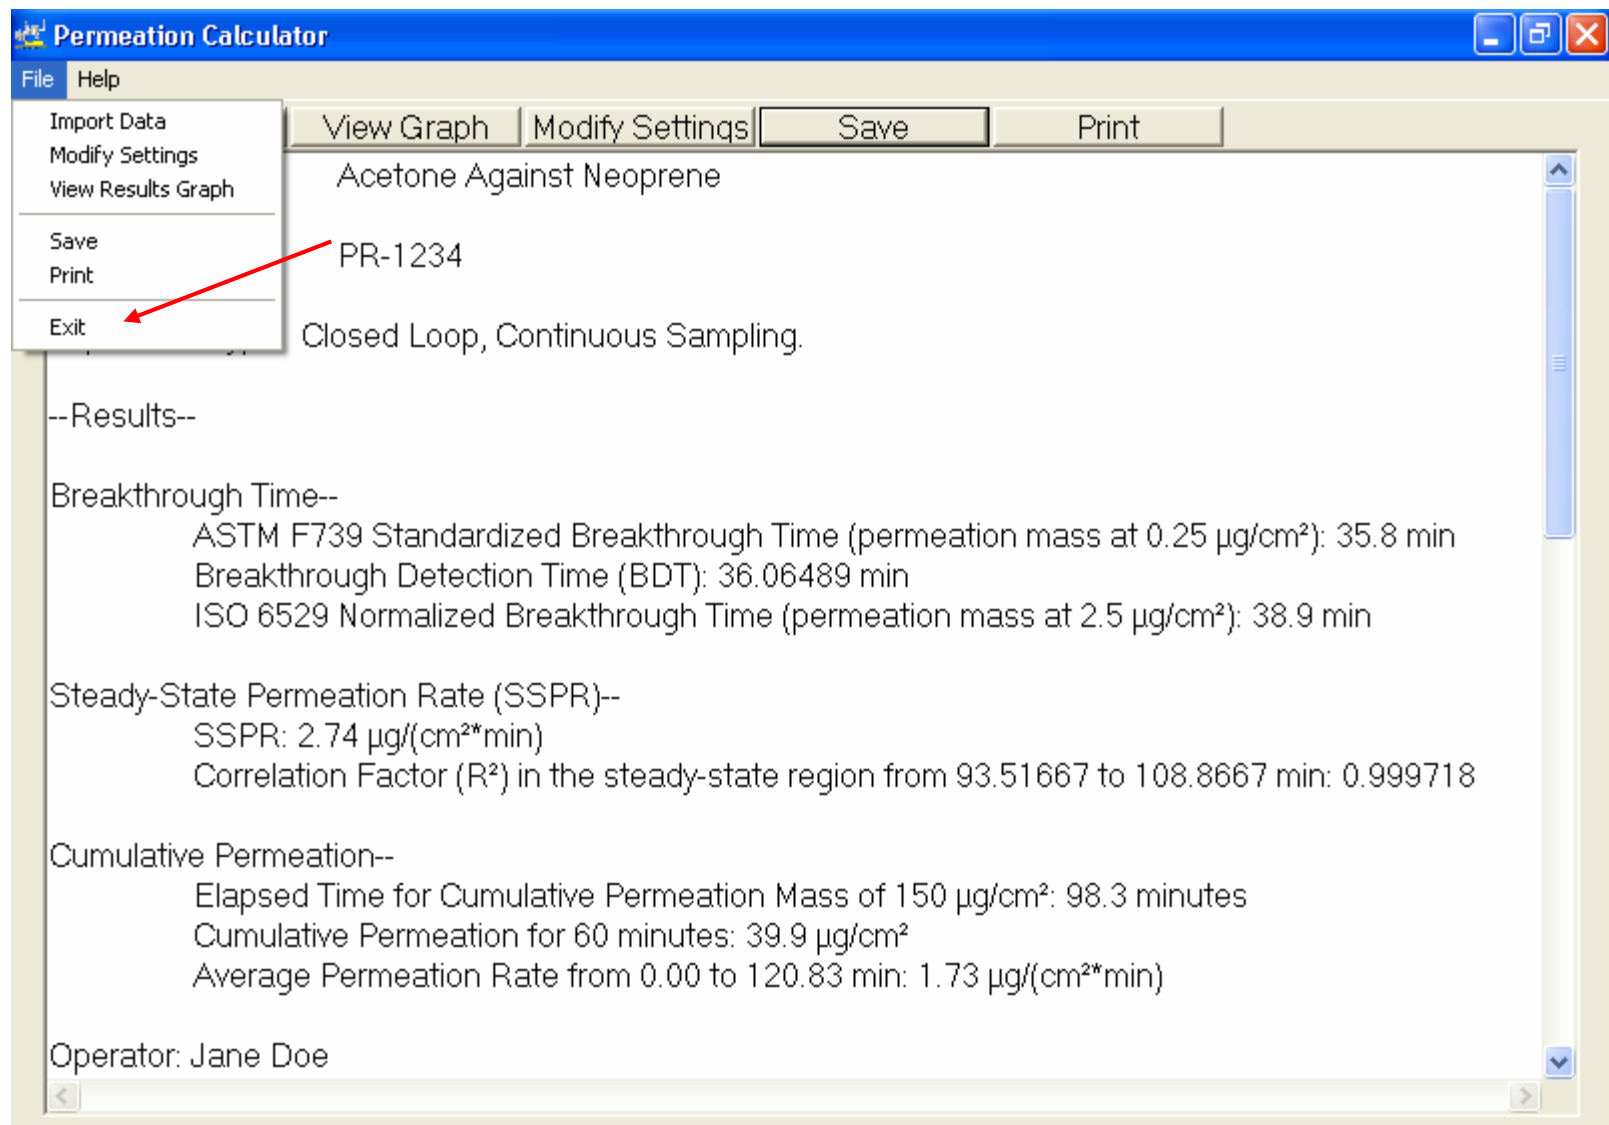 Permeation Calculator
File Help
Import Data
Modify Settings
View Results Graph
Save
Print
Exit
View Graph Modify Settings Save Print
Acetone Against Neoprene
PR-1234
Closed Loop, Continuous Sampling.
--Results--
Breakthrough Time--
ASTM F739 Standardized Breakthrough Time (permeation mass at 0.25 µg/cm²): 35.8 min
Breakthrough Detection Time (BDT): 36.06489 min
ISO 6529 Normalized Breakthrough Time (permeation mass at 2.5 µg/cm²): 38.9 min
Steady-State Permeation Rate (SSPR)--
SSPR: 2.74 µg/(cm²*min)
Correlation Factor (R²) in the steady-state region from 93.51667 to 108.8667 min: 0.999718
Cumulative Permeation--
Elapsed Time for Cumulative Permeation Mass of 150 µg/cm²: 98.3 minutes
Cumulative Permeation for 60 minutes: 39.9 µg/cm²
Average Permeation Rate from 0.00 to 120.83 min: 1.73 µg/(cm²*min)
Operator: Jane Doe